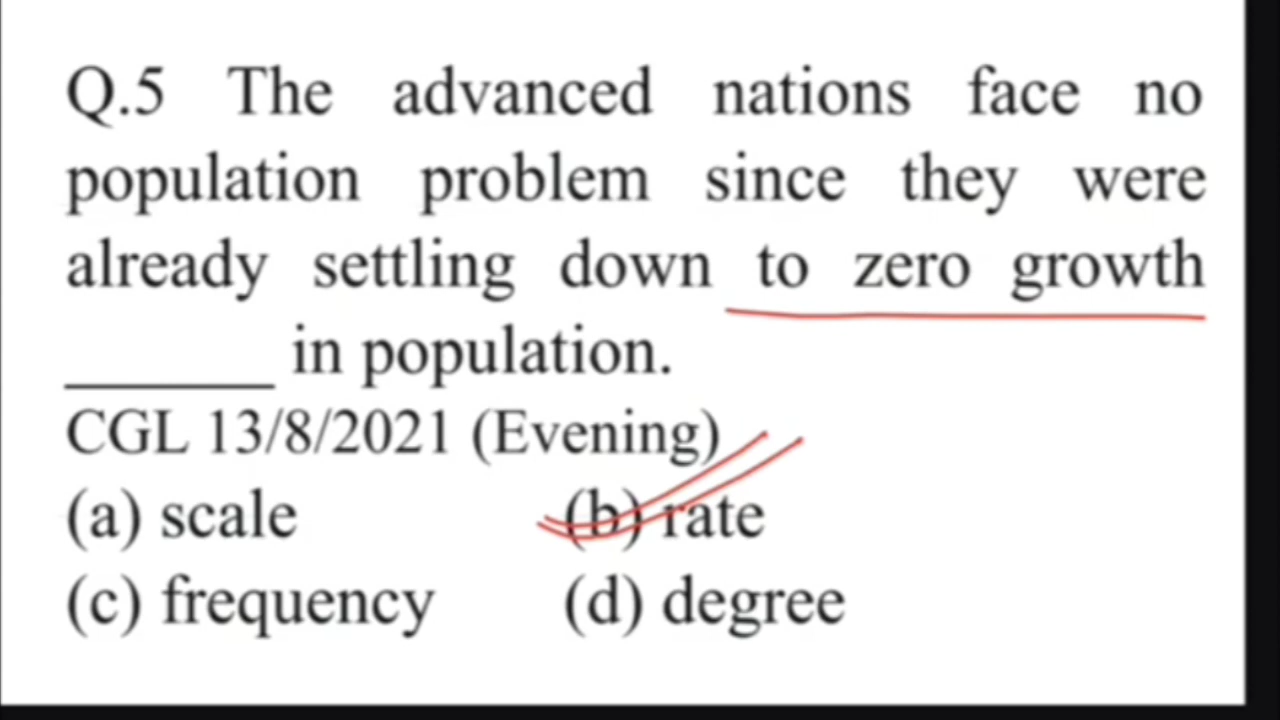 Q.5 The advanced nations face no
population problem since they were
already settling down to zero growth
______ in population.
CGL 13/8/2021 (Evening)
(a) scale (b) rate
(c) frequency (d) degree